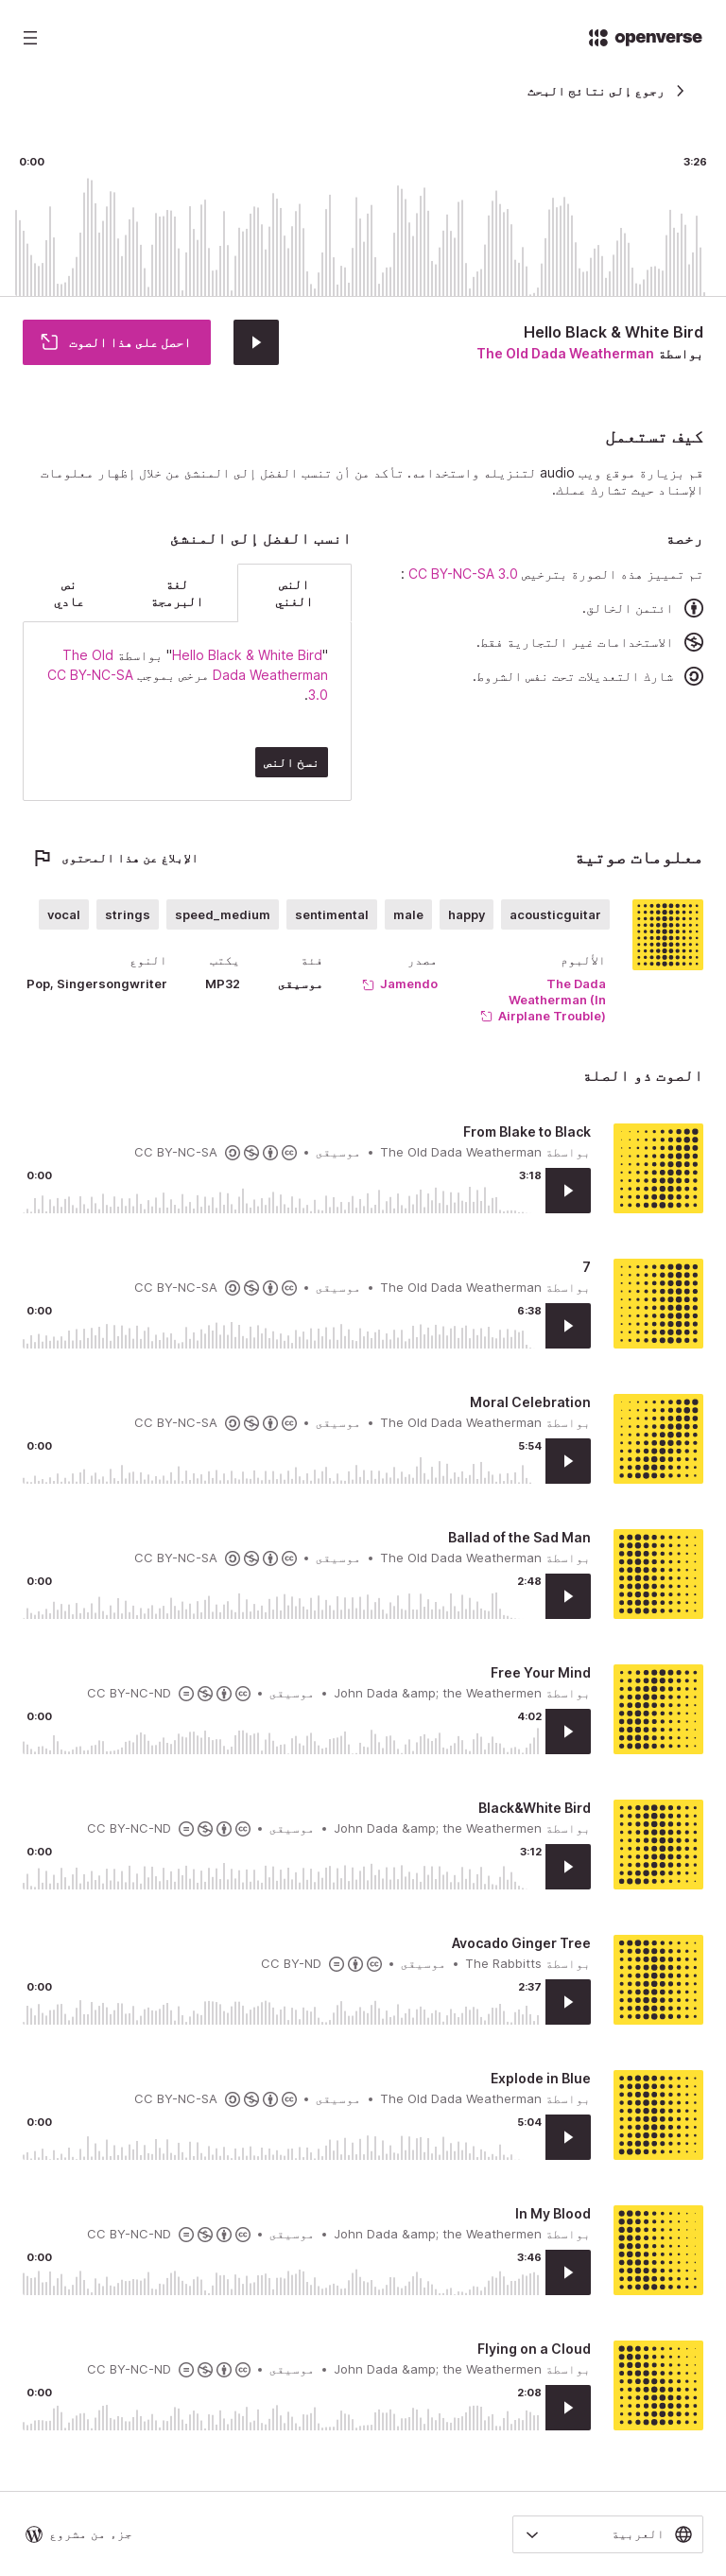 openverse
رجوع إلى نتائج البحث
0:00
3:26
Hello Black & White Bird
بواسطة The Old Dada Weatherman
احصل على هذا الصوت
كيف تستعمل
قم بزيارة موقع ويب audio لتنزيله واستخدامه. تأكد من أن تنسب الفضل إلى المنشئ من خلال إظهار معلومات
الإسناد حيث تشارك عملك.
رخصة
تم تمييز هذه الصورة بترخيص CC BY-NC-SA 3.0 :
ائتمن الخالق.
الاستخدامات غير التجارية فقط.
شارك التعديلات تحت نفس الشروط.
انسب الفضل إلى المنشئ
النص
الغني
لغة
البرمجة
نص
عادي
"Hello Black & White Bird" بواسطة The Old
Dada Weatherman مرخص بموجب CC BY-NC-SA
3.0.
نسخ النص
معلومات صوتية
الإبلاغ عن هذا المحتوى
acousticguitar
happy
male
sentimental
speed_medium
strings
vocal
الألبوم
The Dada
Weatherman (In
Airplane Trouble)
مصدر
Jamendo
فئة
موسيقى
يكتب
MP32
النوع
Pop, Singersongwriter
الصوت ذو الصلة
From Blake to Black
بواسطة The Old Dada Weatherman • موسيقى • CC BY-NC-SA
0:00
3:18
7
بواسطة The Old Dada Weatherman • موسيقى • CC BY-NC-SA
0:00
6:38
Moral Celebration
بواسطة The Old Dada Weatherman • موسيقى • CC BY-NC-SA
0:00
5:54
Ballad of the Sad Man
بواسطة The Old Dada Weatherman • موسيقى • CC BY-NC-SA
0:00
2:48
Free Your Mind
بواسطة John Dada &amp; the Weathermen • موسيقى • CC BY-NC-ND
0:00
4:02
Black&White Bird
بواسطة John Dada &amp; the Weathermen • موسيقى • CC BY-NC-ND
0:00
3:12
Avocado Ginger Tree
بواسطة The Rabbitts • موسيقى • CC BY-ND
0:00
2:37
Explode in Blue
بواسطة The Old Dada Weatherman • موسيقى • CC BY-NC-SA
0:00
5:04
In My Blood
بواسطة John Dada &amp; the Weathermen • موسيقى • CC BY-NC-ND
0:00
3:46
Flying on a Cloud
بواسطة John Dada &amp; the Weathermen • موسيقى • CC BY-NC-ND
0:00
2:08
العربية
جزء من مشروع